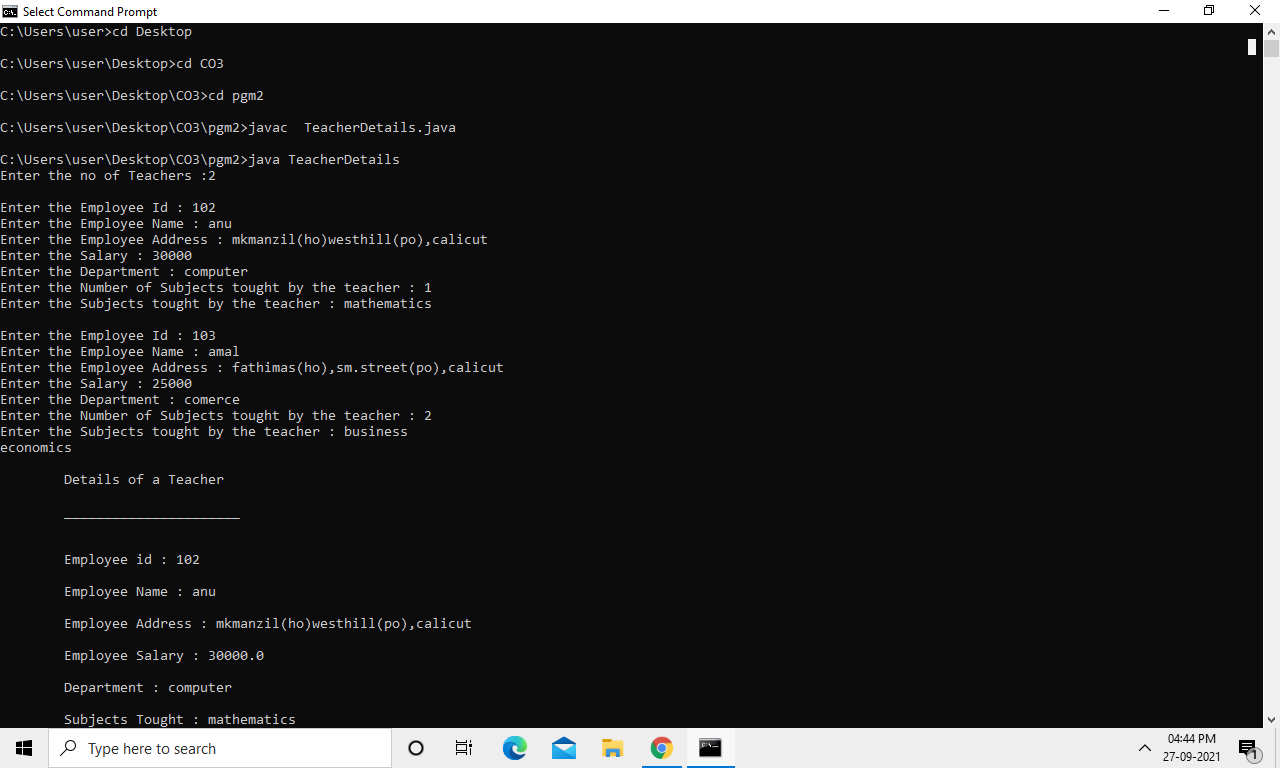 Select Command Prompt
C:\Users\user>cd Desktop
C:\Users\user\Desktop>cd CO3
C:\Users\user\Desktop\CO3>cd pgm2
C:\Users\user\Desktop\CO3\pgm2>javac  TeacherDetails.java
C:\Users\user\Desktop\CO3\pgm2>java TeacherDetails
Enter the no of Teachers :2
Enter the Employee Id : 102
Enter the Employee Name : anu
Enter the Employee Address : mkmanzil(ho)westhill(po),calicut
Enter the Salary : 30000
Enter the Department : computer
Enter the Number of Subjects tought by the teacher : 1
Enter the Subjects tought by the teacher : mathematics
Enter the Employee Id : 103
Enter the Employee Name : amal
Enter the Employee Address : fathimas(ho),sm.street(po),calicut
Enter the Salary : 25000
Enter the Department : comerce
Enter the Number of Subjects tought by the teacher : 2
Enter the Subjects tought by the teacher : business
economics
Details of a Teacher
______________________
Employee id : 102
Employee Name : anu
Employee Address : mkmanzil(ho)westhill(po),calicut
Employee Salary : 30000.0
Department : computer
Subjects Tought : mathematics
Type here to search
04:44 PM
27-09-2021
1